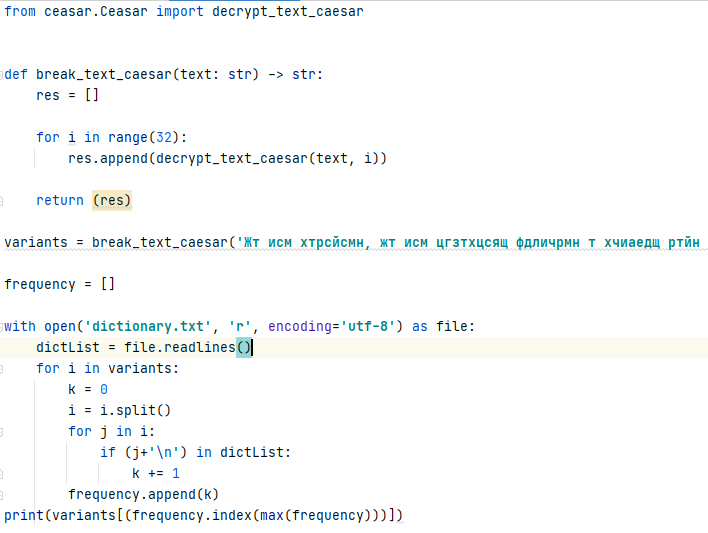 from ceasar.Ceasar import decrypt_text_caesar
def break_text_caesar(text: str) -> str:
    res = []
    for i in range(32):
        res.append(decrypt_text_caesar(text, i))
    return (res)
variants = break_text_caesar('Жт исм хтрсйсмн, жт исм цгзтхцсящ фдличрмн т хчиаедщ ртйн
frequency = []
with open('dictionary.txt', 'r', encoding='utf-8') as file:
    dictList = file.readlines()
    for i in variants:
        k = 0
        i = i.split()
        for j in i:
            if (j+'\n') in dictList:
                k += 1
        frequency.append(k)
print(variants[(frequency.index(max(frequency)))])